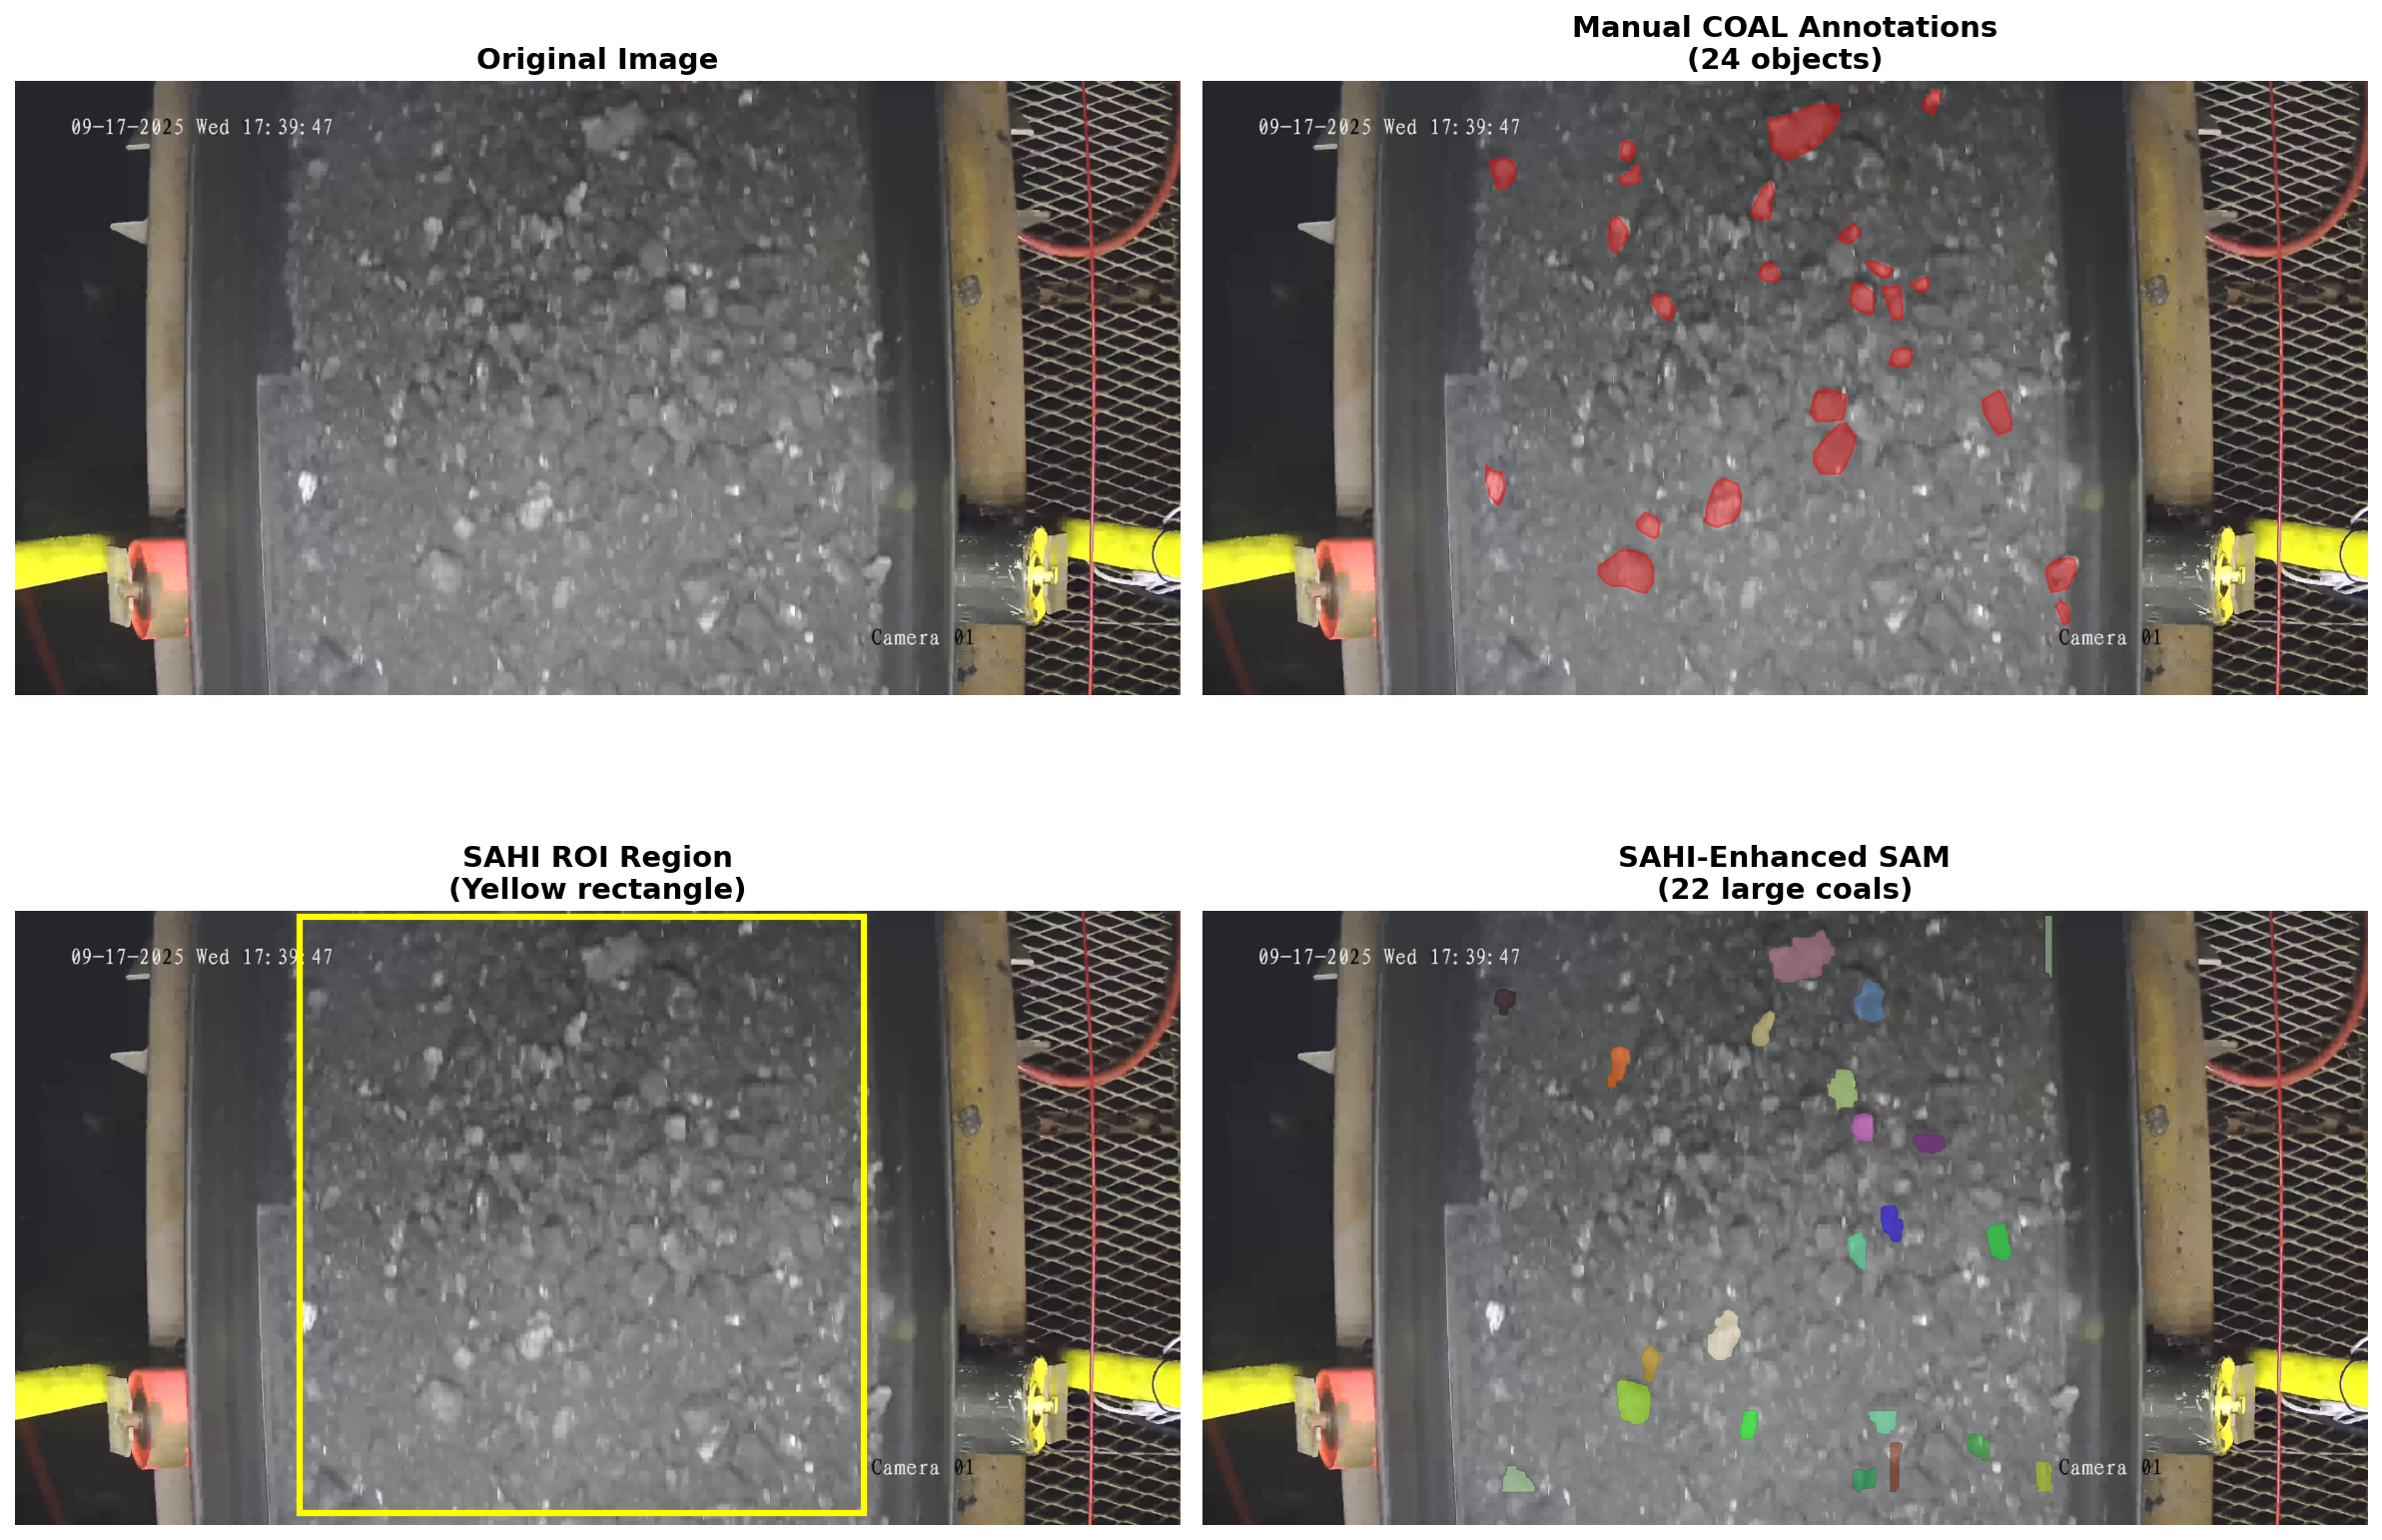 Original Image
Manual COAL Annotations
(24 objects)
09-17-2025 Wed 17:39:47
Camera 01
09-17-2025 Wed 17:39:47
Camera 01
SAHI ROI Region
(Yellow rectangle)
SAHI-Enhanced SAM
(22 large coals)
09-17-2025 Wed 17:39:47
Camera 01
09-17-2025 Wed 17:39:47
Camera 01